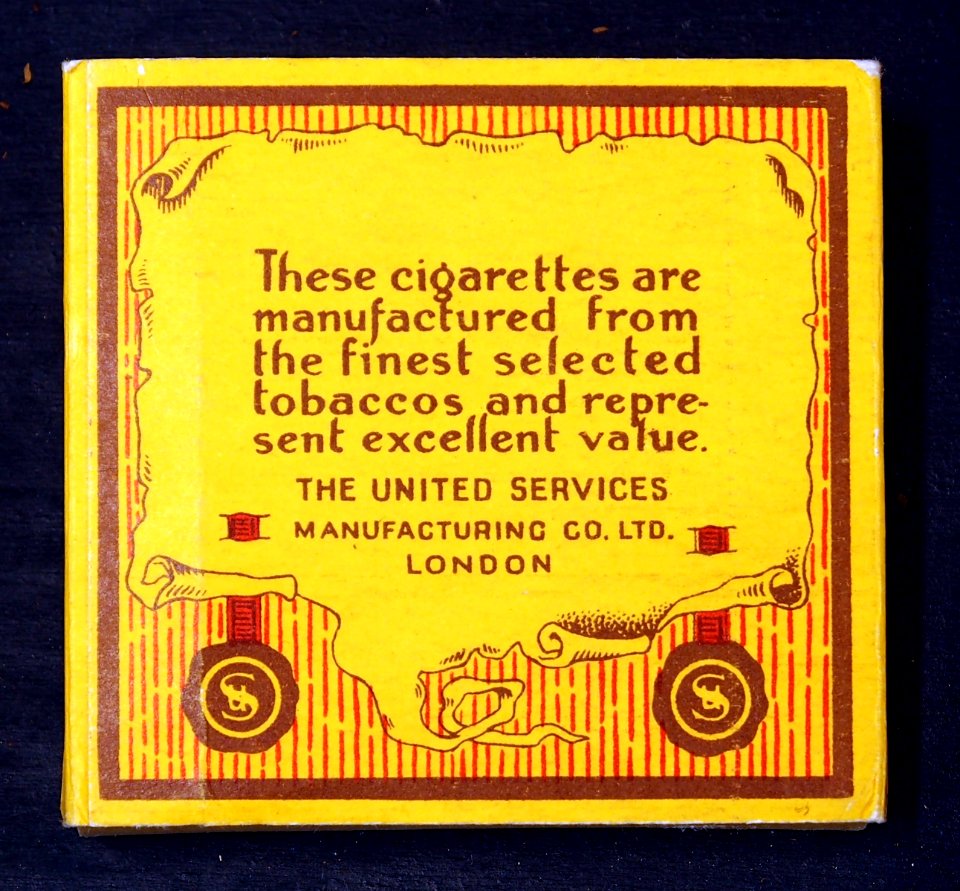 These cigarettes are
manufactured from
the finest selected
tobaccos and repre-
sent excellent value.
THE UNITED SERVICES
MANUFACTURING CO. LTD.
LONDON